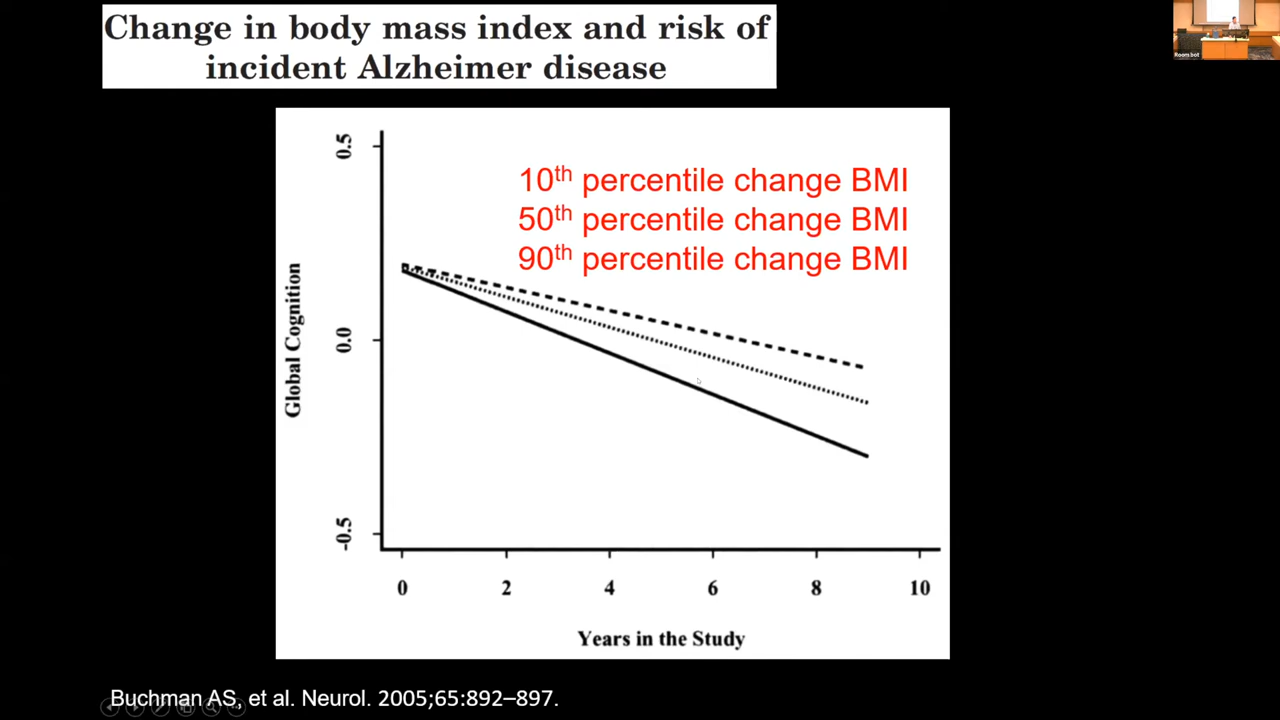 Change in body mass index and risk of
incident Alzheimer disease
Room bot
10th percentile change BMI
50th percentile change BMI
90th percentile change BMI
0.5
0.0
-0.5
Global Cognition
0 2 4 6 8 10
Years in the Study
Buchman AS, et al. Neurol. 2005;65:892–897.